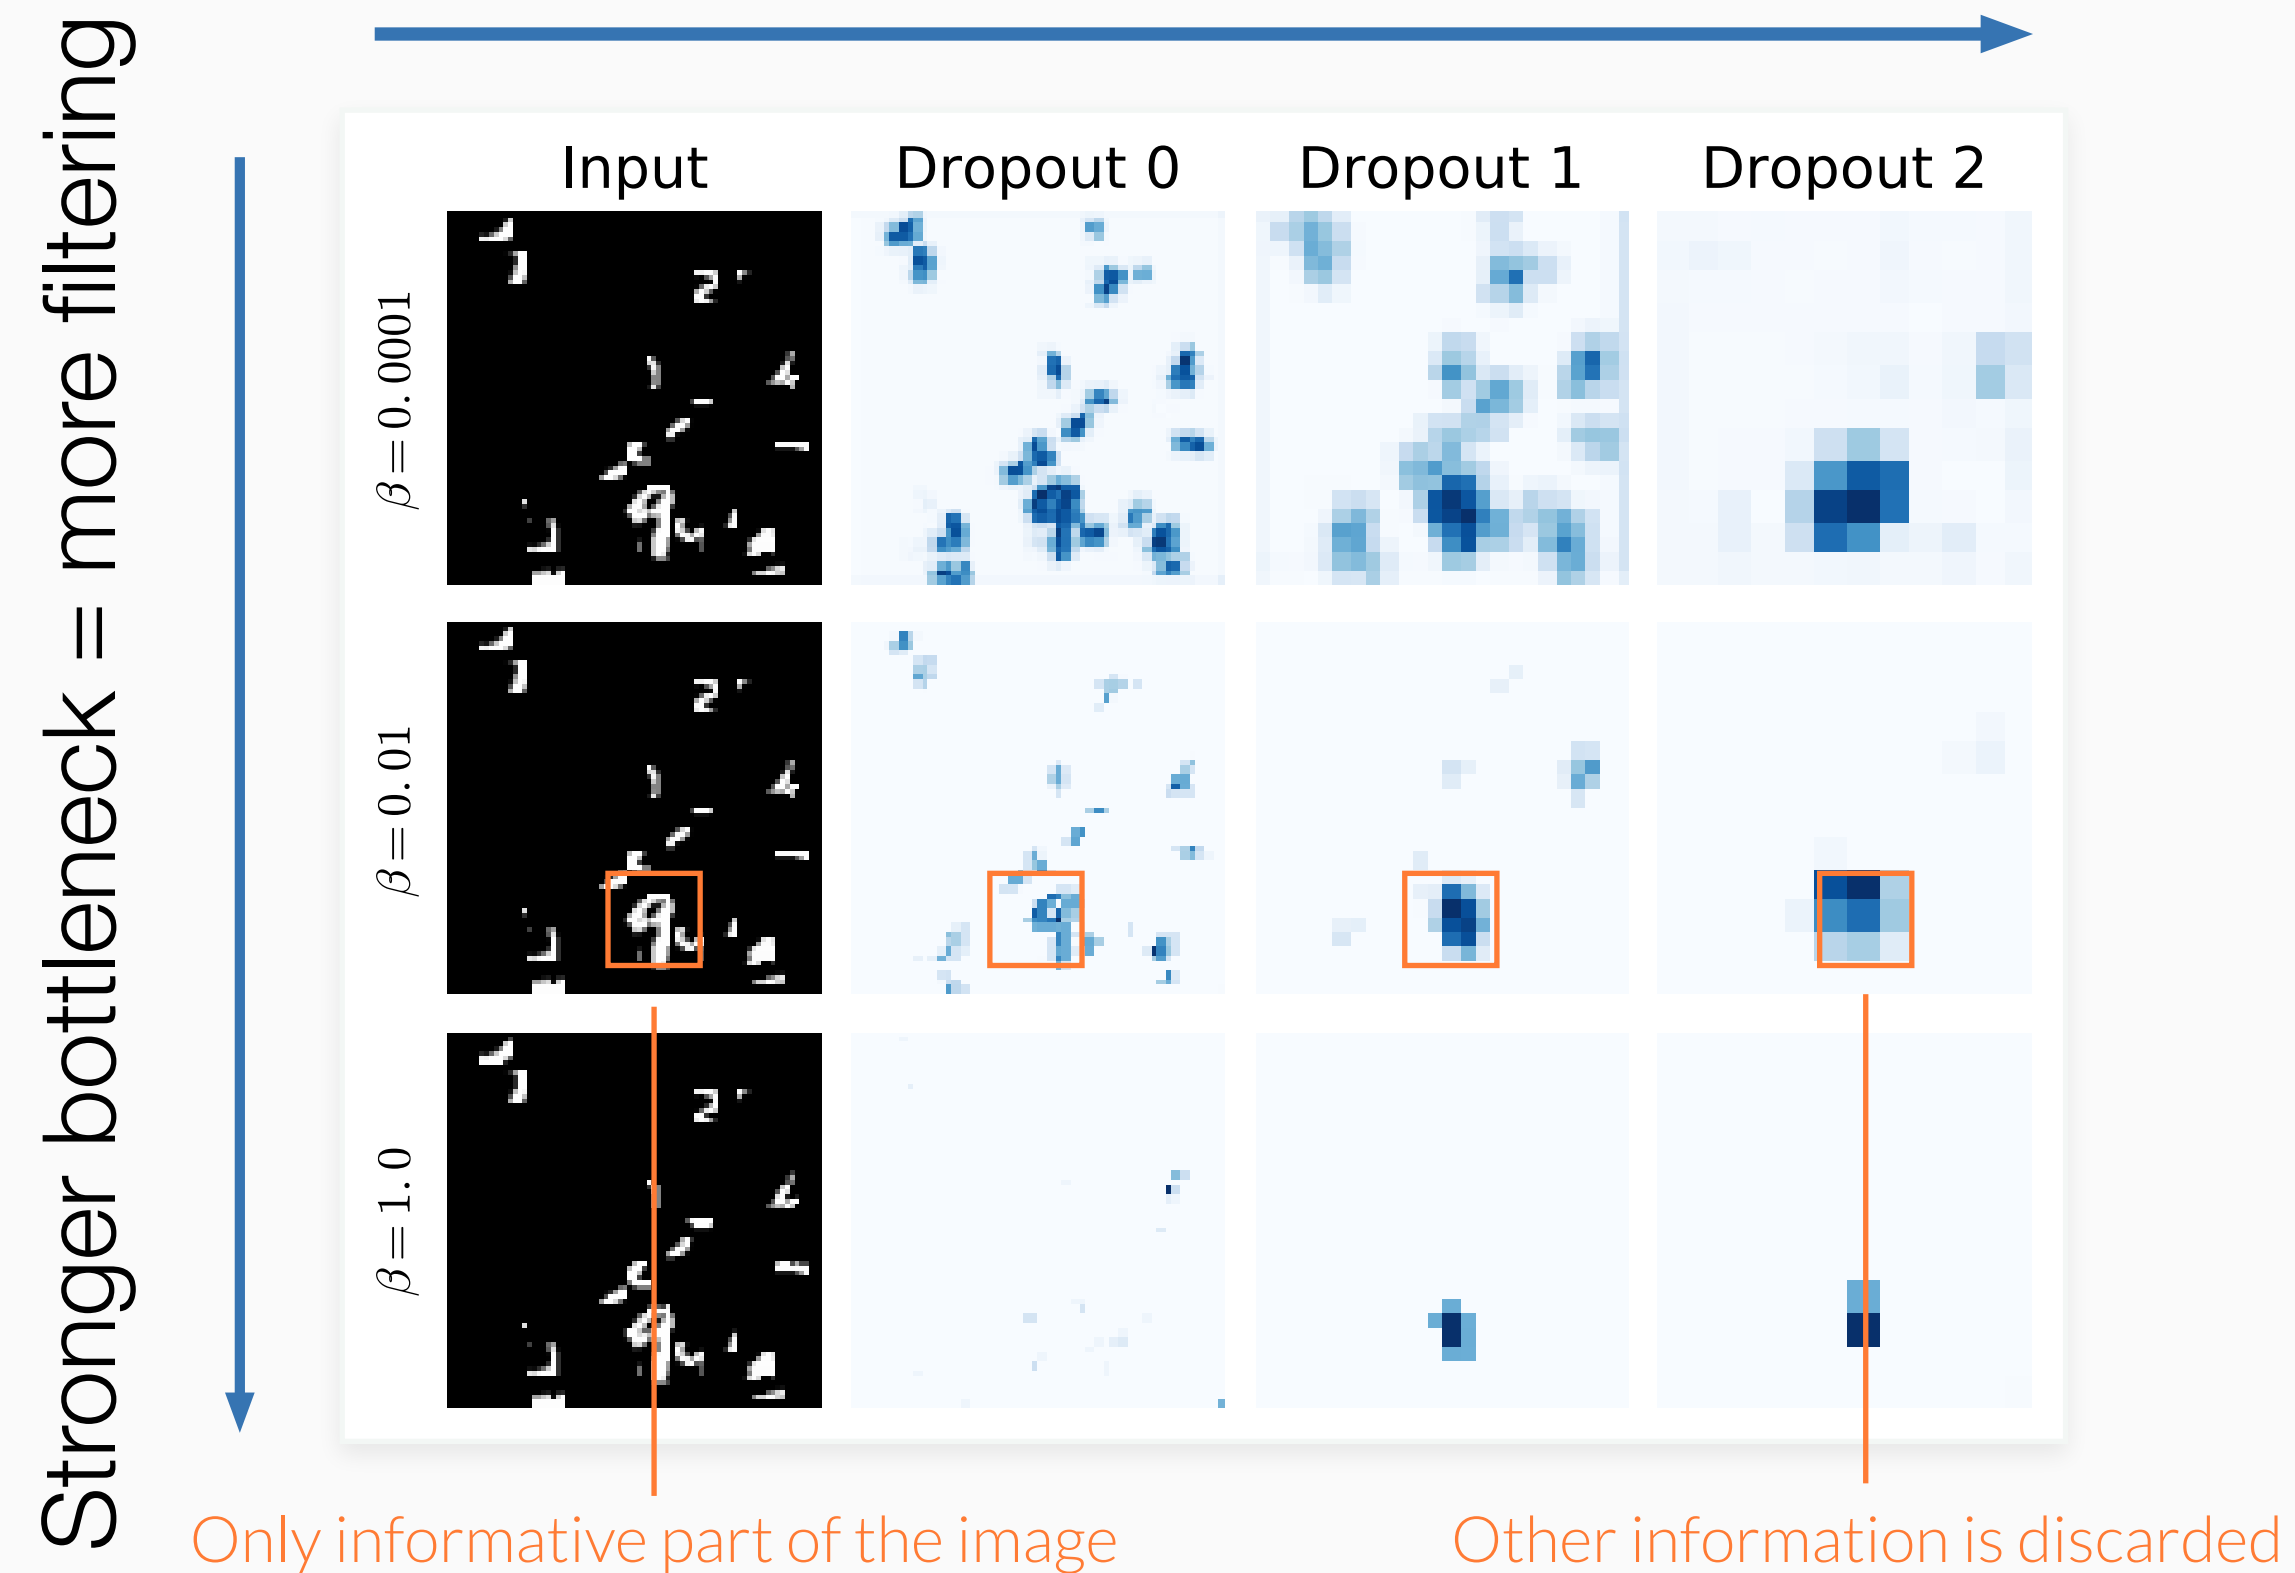 Stronger bottleneck = more filtering
Input Dropout 0 Dropout 1 Dropout 2
β=0.0001
β=0.01
β=1.0
Only informative part of the image
Other information is discarded